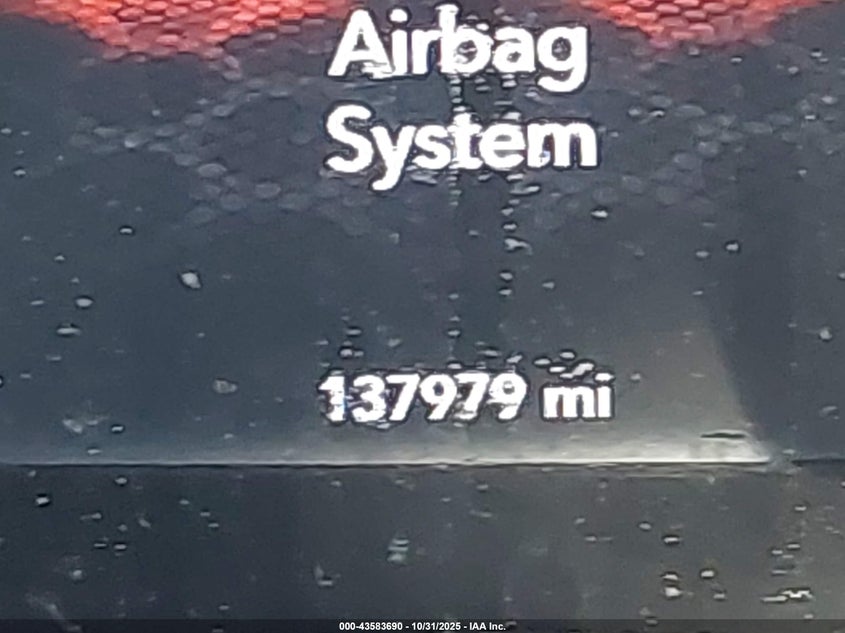 Airbag
System
137979 mi
000-43583690 - 10/31/2025 - IAA Inc.